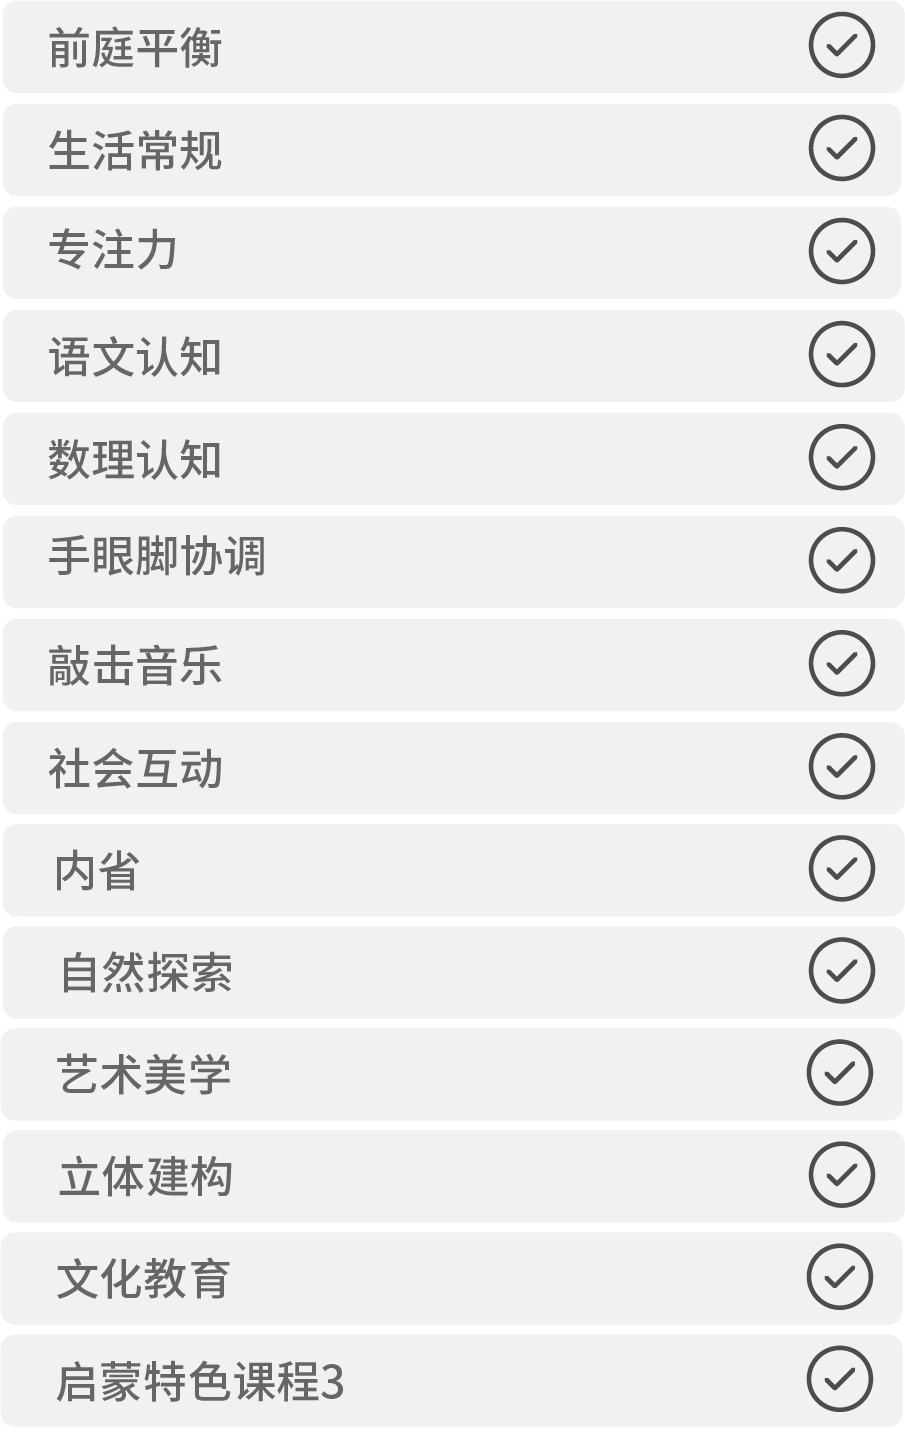 前庭平衡
生活常规
专注力
语文认知
数理认知
手眼脚协调
敲击音乐
社会互动
内省
自然探索
艺术美学
立体建构
文化教育
启蒙特色课程3